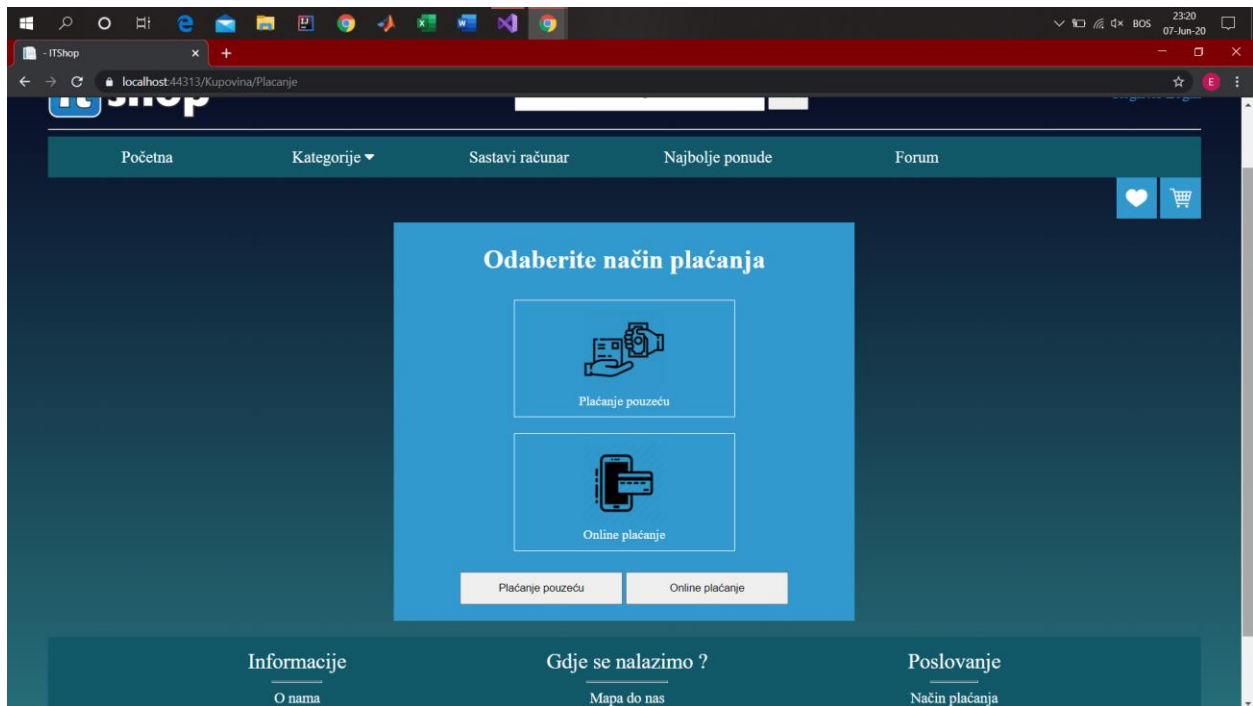 BOS
23:20
07-Jun-20
- ITShop
localhost:44313/Kupovina/Placanje
E
it shop
Početna Kategorije Sastavi računar Najbolje ponude Forum
Odaberite način plaćanja
Plaćanje pouzeću
Online plaćanje
Plaćanje pouzeću Online plaćanje
Informacije Gdje se nalazimo ? Poslovanje
O nama Mapa do nas Način plaćanja